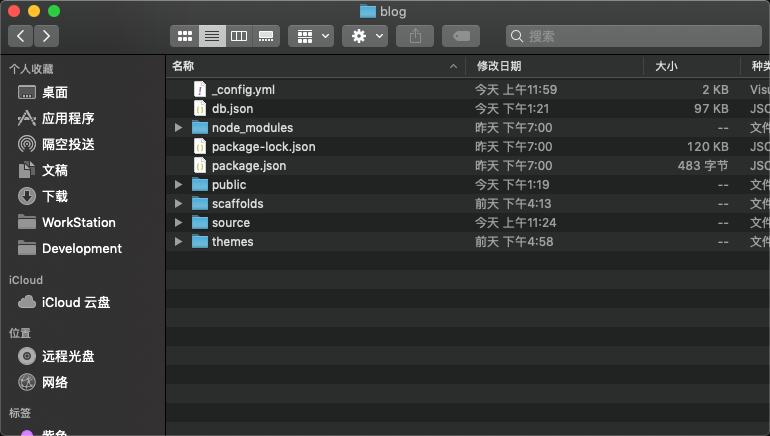 blog
搜索
个人收藏
桌面
应用程序
隔空投送
文稿
下载
WorkStation
Development
iCloud
iCloud 云盘
位置
远程光盘
网络
标签
紫色
名称 修改日期 大小 种类
_config.yml 今天 上午11:59 2 KB Visu
db.json 今天 下午1:21 97 KB JSO
node_modules 昨天 下午7:00 -- 文件
package-lock.json 昨天 下午7:00 120 KB JSO
package.json 昨天 下午7:00 483 字节 JSO
public 今天 下午1:19 -- 文件
scaffolds 前天 下午4:13 -- 文件
source 今天 上午11:24 -- 文件
themes 前天 下午4:58 -- 文件